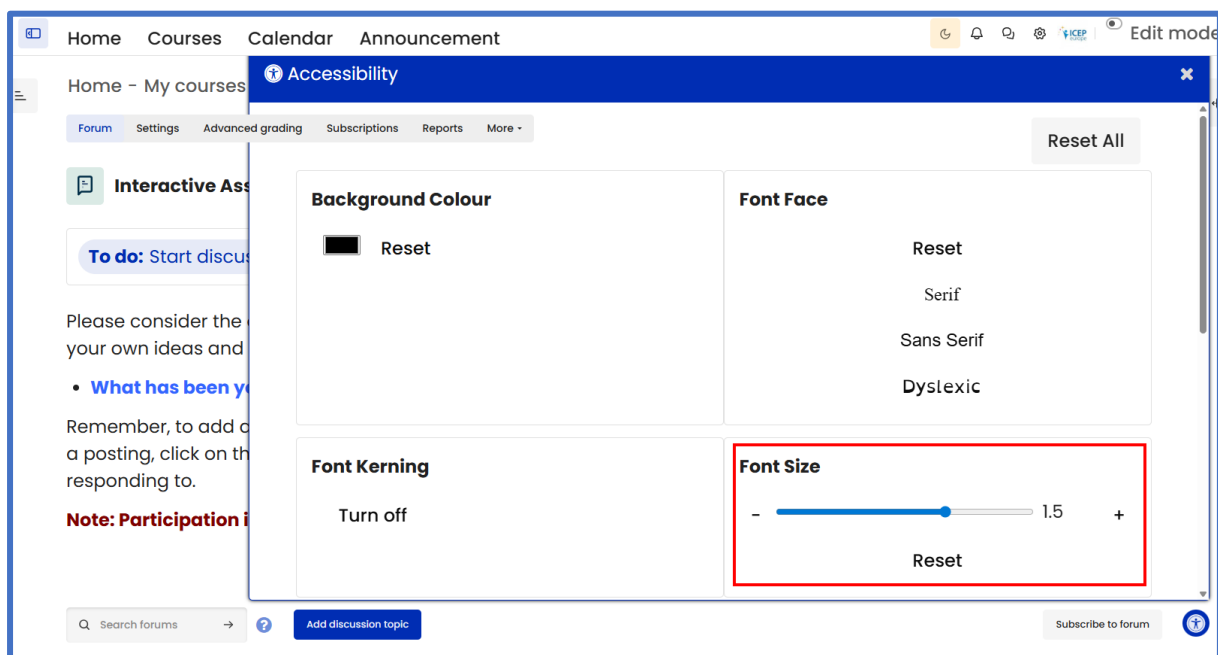 Home Courses Calendar Announcement
ICEP
europe
Edit mode
Home - My courses
Accessibility
Forum Settings Advanced grading Subscriptions Reports More
Reset All
Interactive Ass
Background Colour
Reset
Font Face
Reset
Serif
Sans Serif
Dyslexic
To do: Start discus
Please consider the
your own ideas and
• What has been yo
Remember, to add a
a posting, click on th
responding to.
Note: Participation i
Font Kerning
Turn off
Font Size
- 1.5 +
Reset
Search forums
?
Add discussion topic
Subscribe to forum